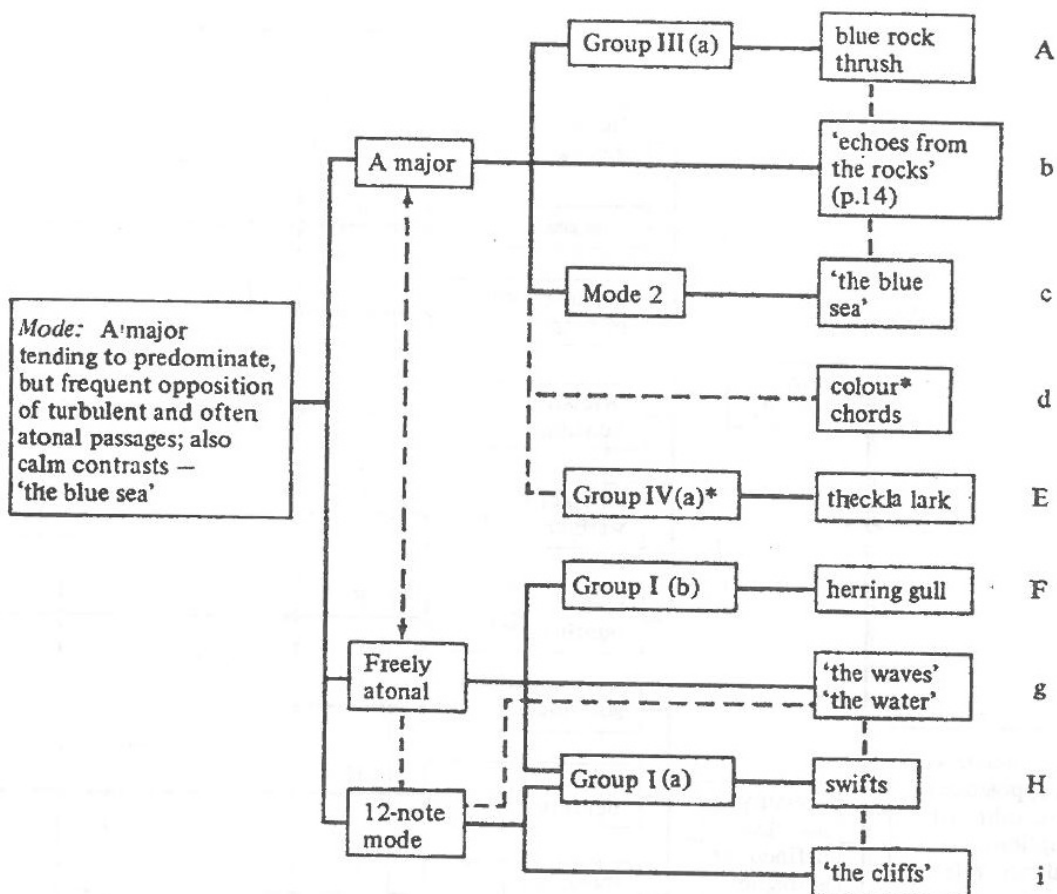 Group III (a)
blue rock
thrush
A
A major
'echoes from
the rocks'
(p.14)
b
Mode 2
'the blue
sea'
c
Mode: A major
tending to predominate,
but frequent opposition
of turbulent and often
atonal passages; also
calm contrasts —
'the blue sea'
colour*
chords
d
Group IV(a)*
theckla lark
E
Group I (b)
herring gull
F
Freely
atonal
'the waves'
'the water'
g
Group I (a)
swifts
H
12-note
mode
'the cliffs'
i